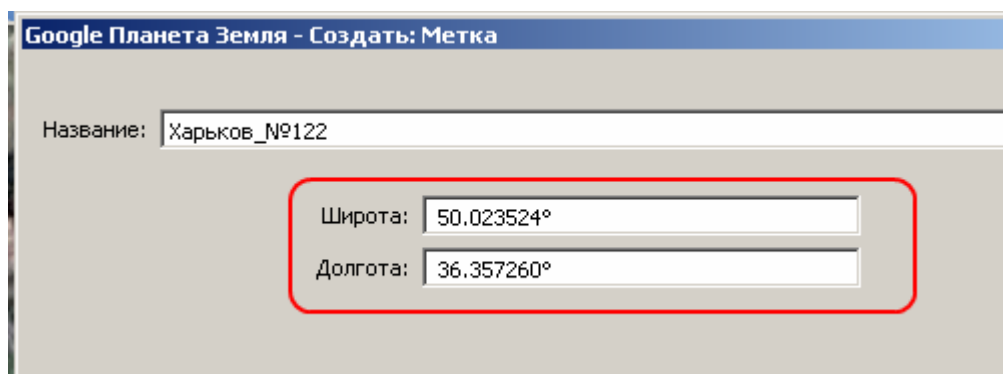 Google Планета Земля - Создать: Метка
Название: Харьков_№122
Широта: 50.023524°
Долгота: 36.357260°